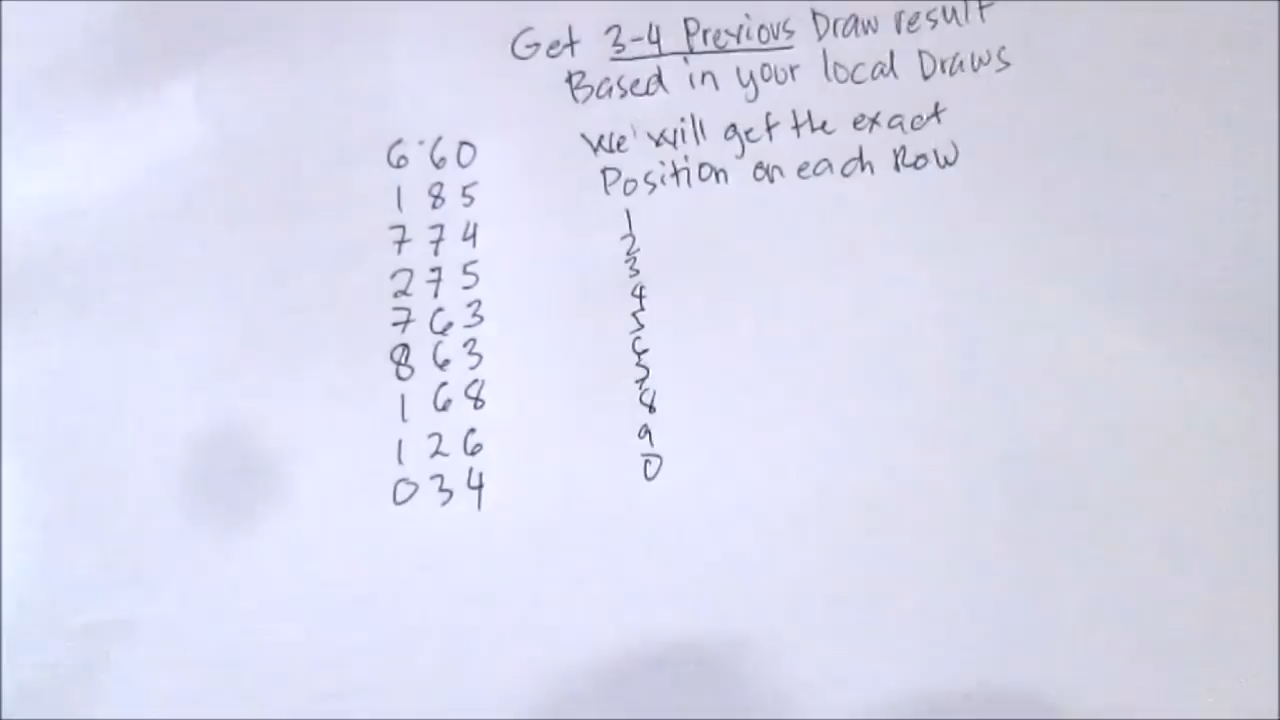 Get 3-4 Previous Draw result
Based in your local Draws
We will get the exact
Position on each Row
6 60
1 8 5
7 7 4
2 7 5
7 6 3
8 6 3
1 6 8
1 2 6
0 3 4
1
2
3
4
5
6
7
8
9
0